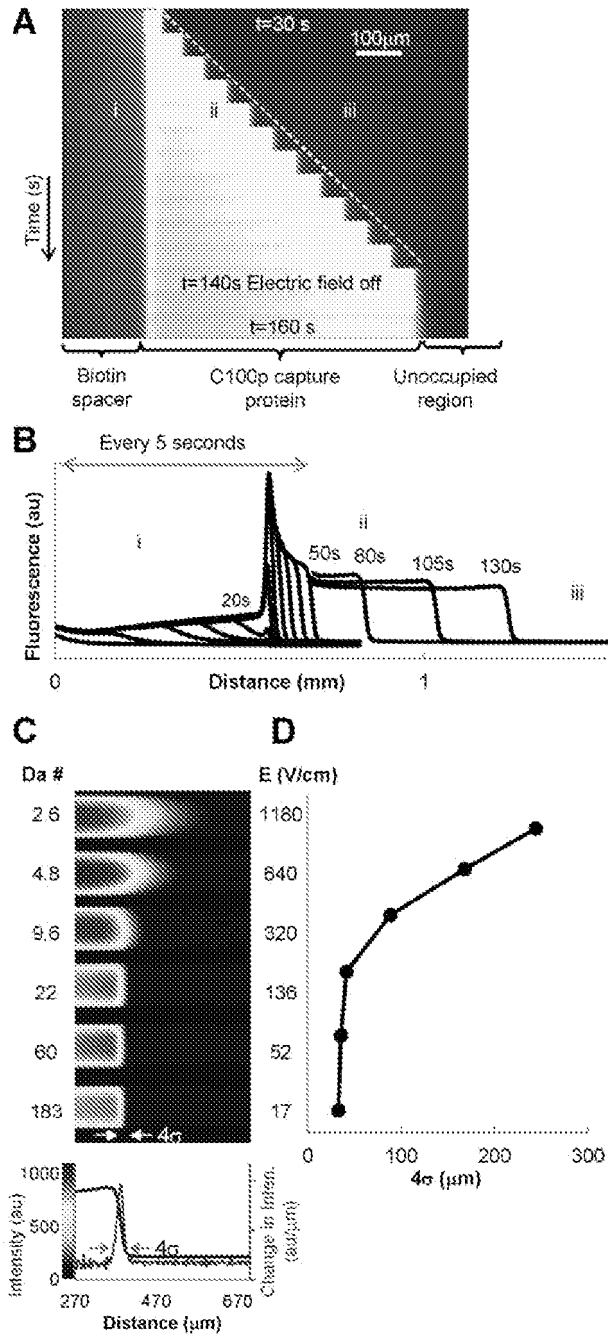 A
t=30 s
100μm
i
ii
iii
Time (s)
t=140s Electric field off
t=160 s
Biotin spacer
C100p capture protein
Unoccupied region
B
Every 5 seconds
Fluorescence (au)
i
ii
iii
20s
50s
80s
105s
130s
0
Distance (mm)
1
C
Da #
2.6
4.8
9.6
22
60
183
4σ
D
E (V/cm)
1180
640
320
136
52
17
0
100
200
300
4σ (μm)
1000
500
0
Intensity (au)
4σ
Change in Inten. (au/μm)
270
470
670
Distance (μm)